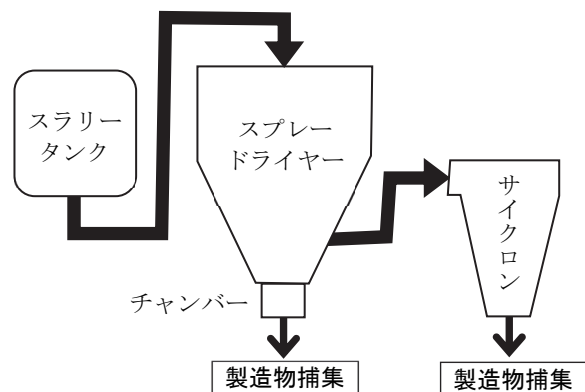 スラリー
タンク
スプレー
ドライヤー
サイクロン
チャンバー
製造物捕集
製造物捕集